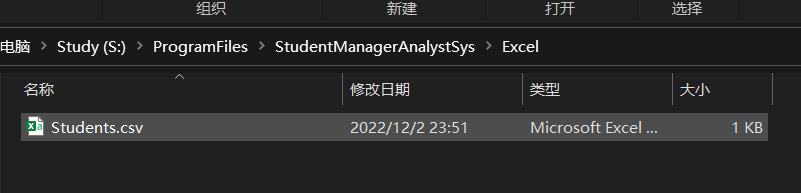 组织 新建 打开 选择
电脑 > Study (S:) > ProgramFiles > StudentManagerAnalystSys > Excel
名称 修改日期 类型 大小
Students.csv 2022/12/2 23:51 Microsoft Excel ... 1 KB